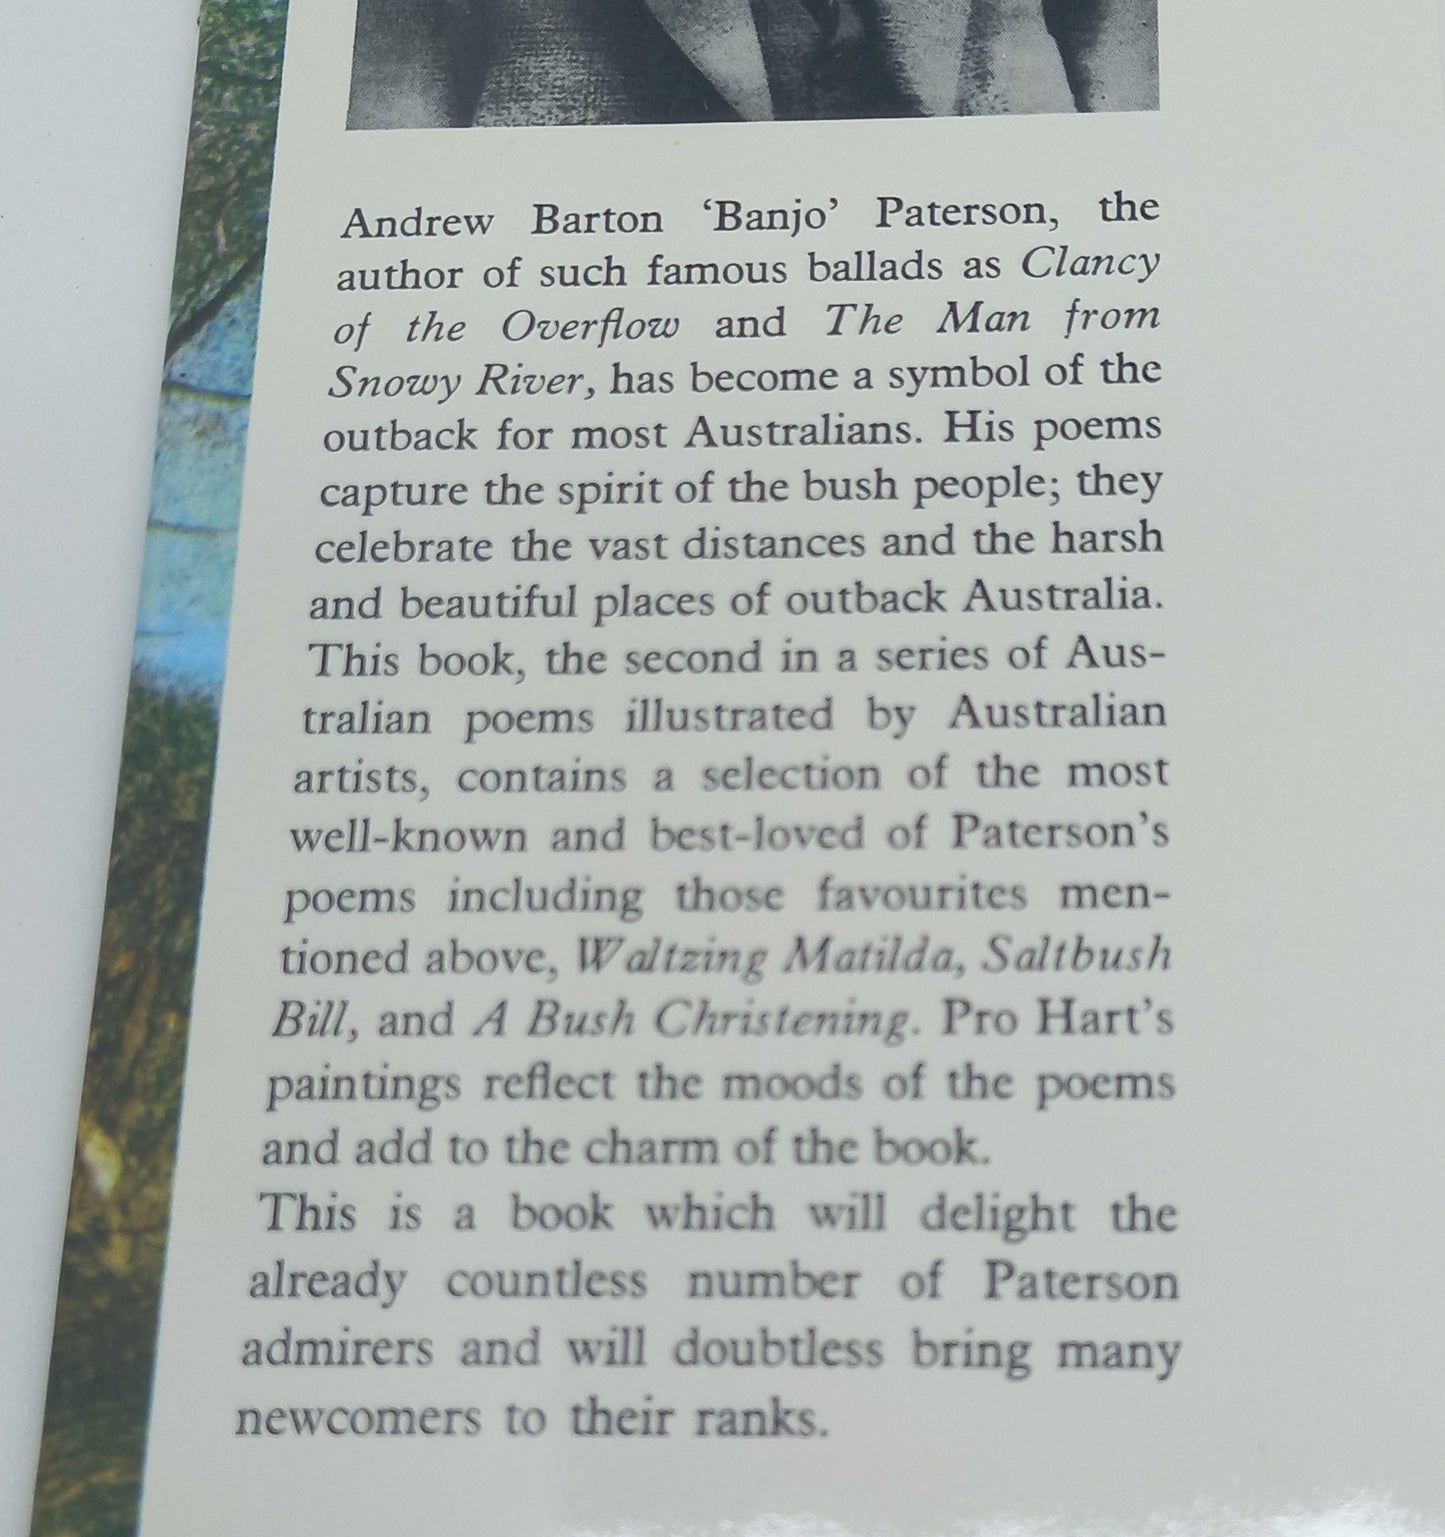 Andrew Barton ‘Banjo’ Paterson, the
author of such famous ballads as Clancy
of the Overflow and The Man from
Snowy River, has become a symbol of the
outback for most Australians. His poems
capture the spirit of the bush people; they
celebrate the vast distances and the harsh
and beautiful places of outback Australia.
This book, the second in a series of Aus-
tralian poems illustrated by Australian
artists, contains a selection of the most
well-known and best-loved of Paterson’s
poems including those favourites men-
tioned above, Waltzing Matilda, Saltbush
Bill, and A Bush Christening. Pro Hart’s
paintings reflect the moods of the poems
and add to the charm of the book.
This is a book which will delight the
already countless number of Paterson
admirers and will doubtless bring many
newcomers to their ranks.